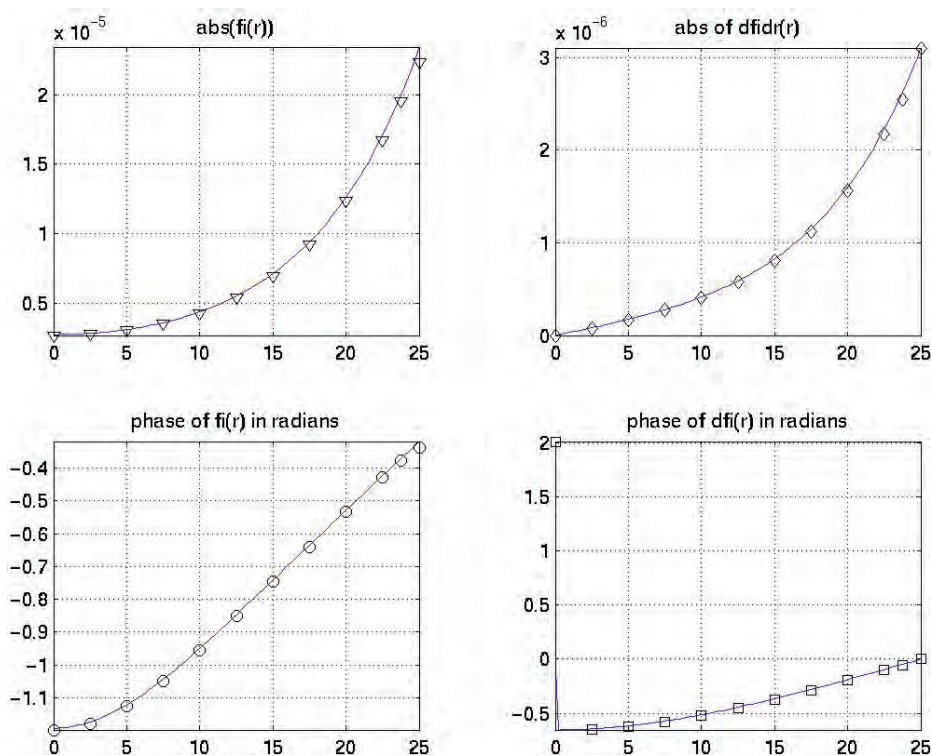 x 10⁻⁵
abs(fi(r))
2
1.5
1
0.5
0 5 10 15 20 25
x 10⁻⁶
abs of dfidr(r)
3
2
1
0
0 5 10 15 20 25
phase of fi(r) in radians
−0.4
−0.5
−0.6
−0.7
−0.8
−0.9
−1
−1.1
0 5 10 15 20 25
phase of dfi(r) in radians
2
1.5
1
0.5
0
−0.5
0 5 10 15 20 25